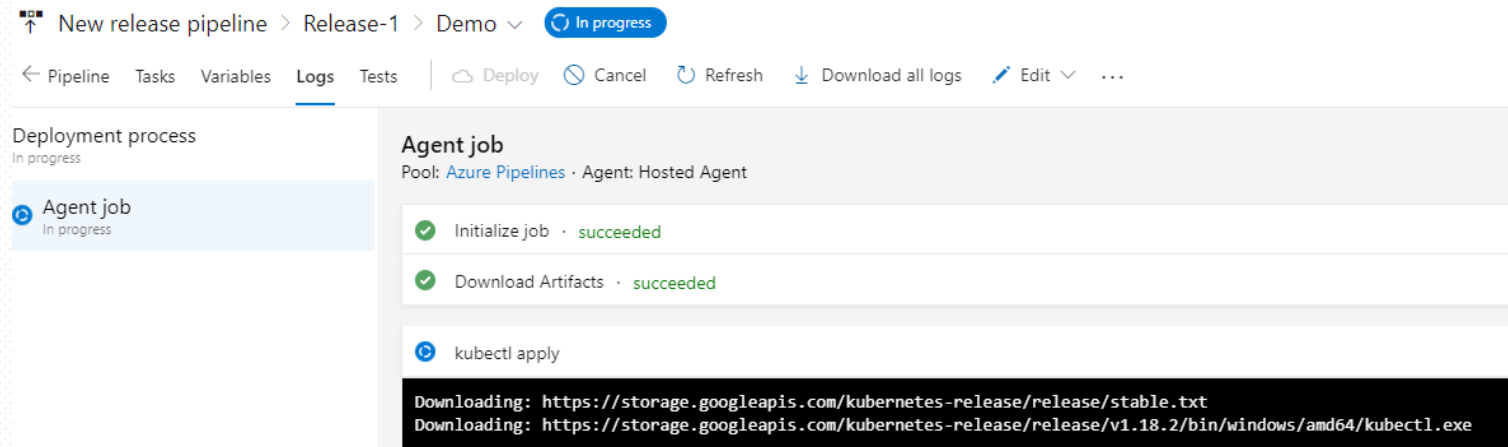 New release pipeline > Release-1 > Demo
In progress
Pipeline Tasks Variables Logs Tests Deploy Cancel Refresh Download all logs Edit ...
Deployment process
In progress
Agent job
In progress
Agent job
Pool: Azure Pipelines · Agent: Hosted Agent
Initialize job · succeeded
Download Artifacts · succeeded
kubectl apply
Downloading: https://storage.googleapis.com/kubernetes-release/release/stable.txt
Downloading: https://storage.googleapis.com/kubernetes-release/release/v1.18.2/bin/windows/amd64/kubectl.exe